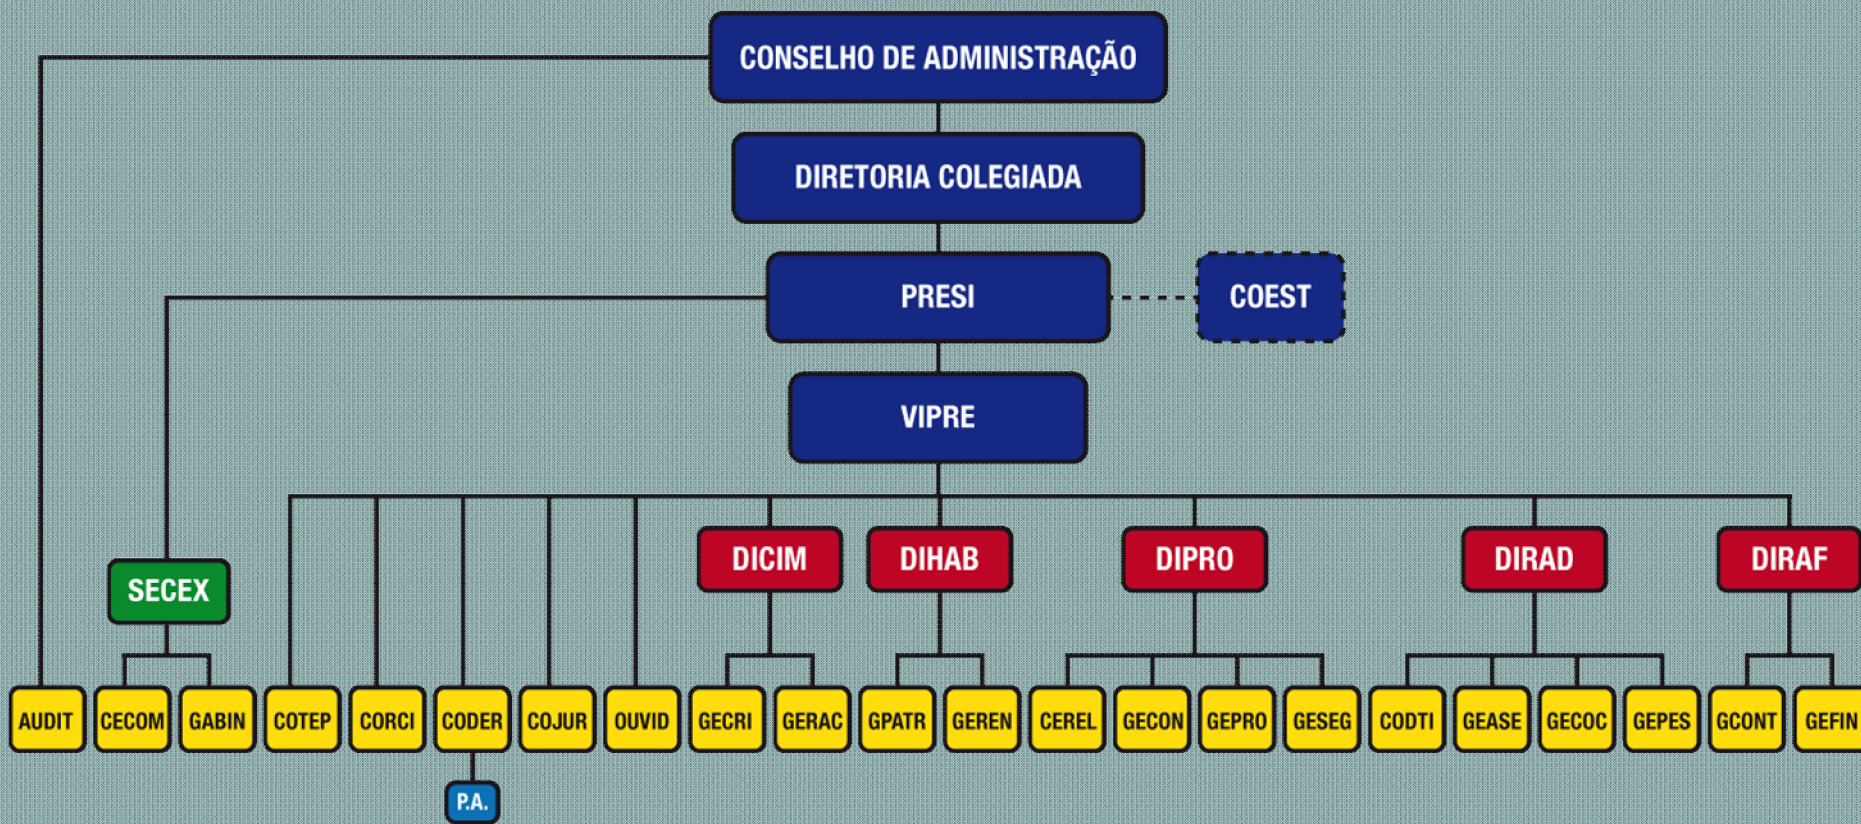 CONSELHO DE ADMINISTRAÇÃO
DIRETORIA COLEGIADA
PRESI
COEST
VIPRE
DICIM
DIHAB
DIPRO
DIRAD
DIRAF
SECEX
AUDIT
CECOM
GABIN
COTEP
CORCI
CODER
COJUR
OUVID
GECRI
GERAC
GPATR
GEREN
CEREL
GECON
GEPRO
GESEG
CODTI
GEASE
GECOC
GEPES
GCONT
GEFIN
P.A.